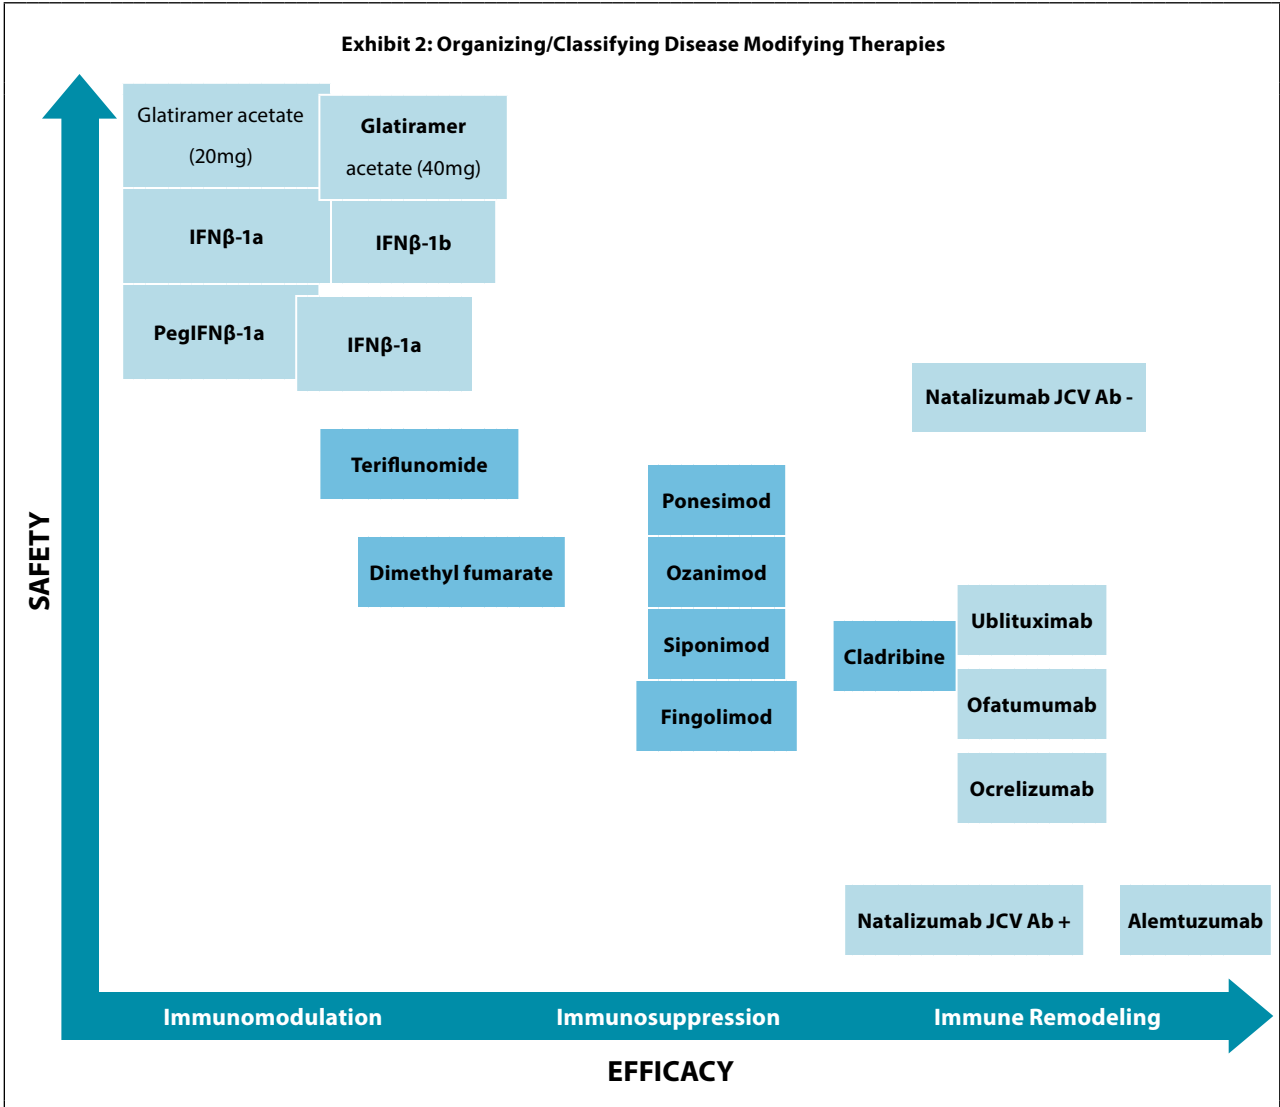 Exhibit 2: Organizing/Classifying Disease Modifying Therapies
Glatiramer acetate
(20mg)
Glatiramer
acetate (40mg)
IFNβ-1a
IFNβ-1b
PegIFNβ-1a
IFNβ-1a
Natalizumab JCV Ab -
Teriflunomide
Ponesimod
Dimethyl fumarate
Ozanimod
Ublituximab
Siponimod
Cladribine
Ofatumumab
Fingolimod
Ocrelizumab
Natalizumab JCV Ab +
Alemtuzumab
SAFETY
Immunomodulation
Immunosuppression
Immune Remodeling
EFFICACY